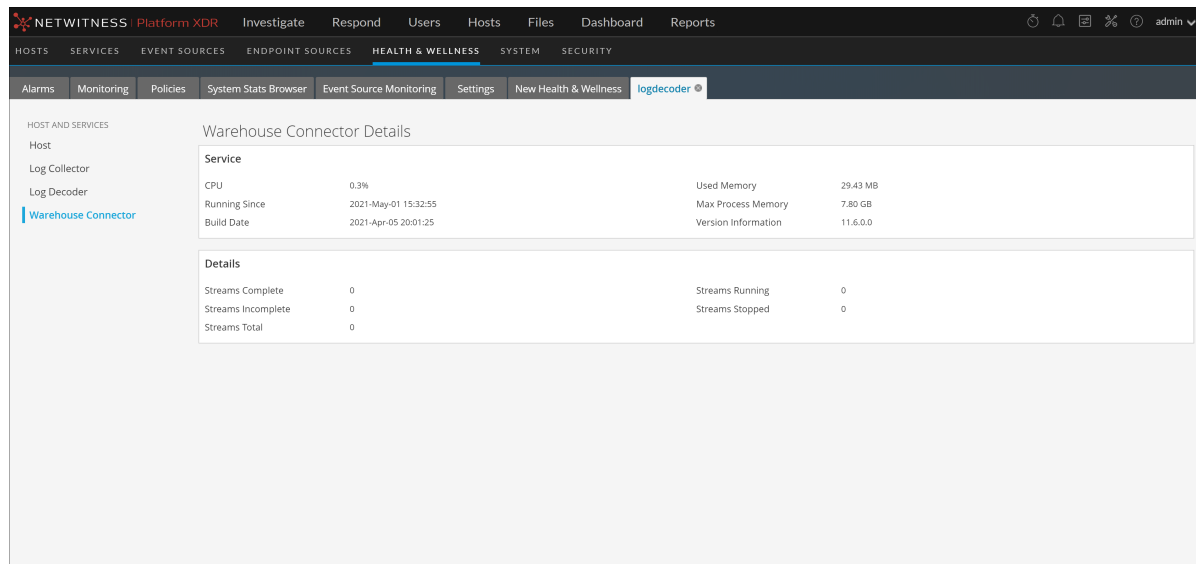 NETWITNESS Platform XDR Investigate Respond Users Hosts Files Dashboard Reports admin
HOSTS SERVICES EVENT SOURCES ENDPOINT SOURCES HEALTH & WELLNESS SYSTEM SECURITY
Alarms Monitoring Policies System Stats Browser Event Source Monitoring Settings New Health & Wellness logdecoder
HOST AND SERVICES
Host
Log Collector
Log Decoder
Warehouse Connector
Warehouse Connector Details
Service
CPU 0.3% Used Memory 29.43 MB
Running Since 2021-May-01 15:32:55 Max Process Memory 7.80 GB
Build Date 2021-Apr-05 20:01:25 Version Information 11.6.0.0
Details
Streams Complete 0 Streams Running 0
Streams Incomplete 0 Streams Stopped 0
Streams Total 0